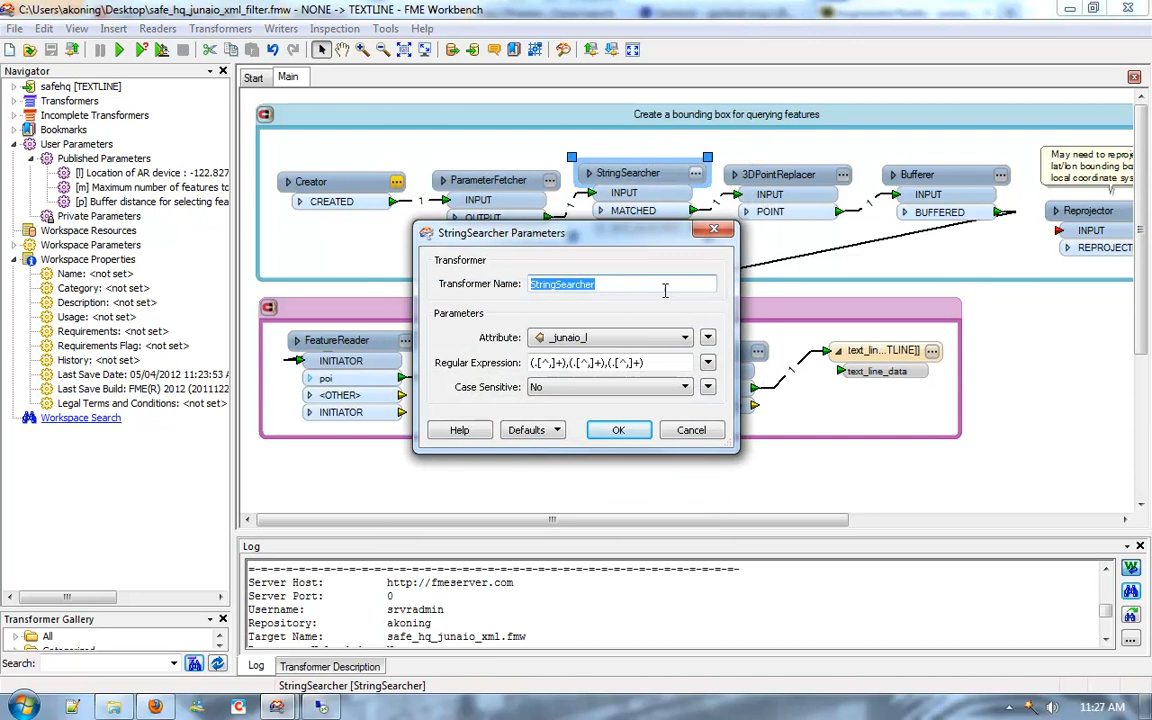 C:\Users\akoning\Desktop\safe_hq_junaio_xml_filter.fmw - NONE -> TEXTLINE - FME Workbench
File Edit View Insert Readers Transformers Writers Inspection Tools Help
Navigator
safehq [TEXTLINE]
Transformers
Incomplete Transformers
Bookmarks
User Parameters
Published Parameters
[l] Location of AR device : -122.827
[m] Maximum number of features to
[p] Buffer distance for selecting fea
Private Parameters
Workspace Resources
Workspace Parameters
Workspace Properties
Name: <not set>
Category: <not set>
Description: <not set>
Usage: <not set>
Requirements: <not set>
History: <not set>
Last Save Date: 05/04/2012 11:23:53 A
Last Save Build: FME(R) 2012 (2011122
Legal Terms and Conditions: <not set>
Workspace Search
Transformer Gallery
All
Search:
Start Main
Create a bounding box for querying features
Creator
CREATED
1
ParameterFetcher
INPUT
OUTPUT
StringSearcher
INPUT
MATCHED
3DPointReplacer
INPUT
POINT
Bufferer
INPUT
BUFFERED
May need to reproj
lat/lon bounding bo
local coordinate sys
Reprojector
INPUT
REPROJECT
FeatureReader
INITIATOR
poi
<OTHER>
INITIATOR
1
text_lin...TLINE]]
text_line_data
StringSearcher Parameters
Transformer
Transformer Name: StringSearcher
Parameters
Attribute: _junaio_l
Regular Expression: (.[^,]+),(.[^,]+),(.[^,]+)
Case Sensitive: No
Help Defaults OK Cancel
Log
=-=-=-=-=-=-=-=-=-=-=-=-=-=-=-=-=-=-=-=-=-=-=-=-=-=-=-=-=-=-=-
Server Host: http://fmeserver.com
Server Port: 0
Username: srvradmin
Repository: akoning
Target Name: safe_hq_junaio_xml.fmw
Log Transformer Description
StringSearcher [StringSearcher]
11:27 AM